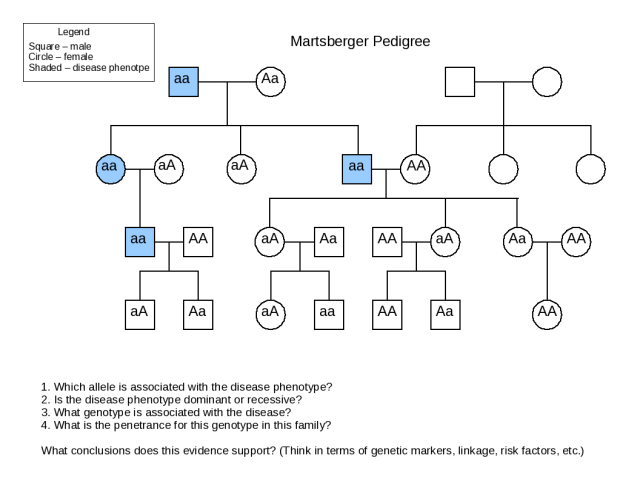 Legend
Square – male
Circle – female
Shaded – disease phenotpe
Martsberger Pedigree
aa Aa
aa aA aA aa AA
aa AA aA Aa AA aA Aa AA
aA Aa aA aa AA Aa AA
1. Which allele is associated with the disease phenotype?
2. Is the disease phenotype dominant or recessive?
3. What genotype is associated with the disease?
4. What is the penetrance for this genotype in this family?
What conclusions does this evidence support? (Think in terms of genetic markers, linkage, risk factors, etc.)